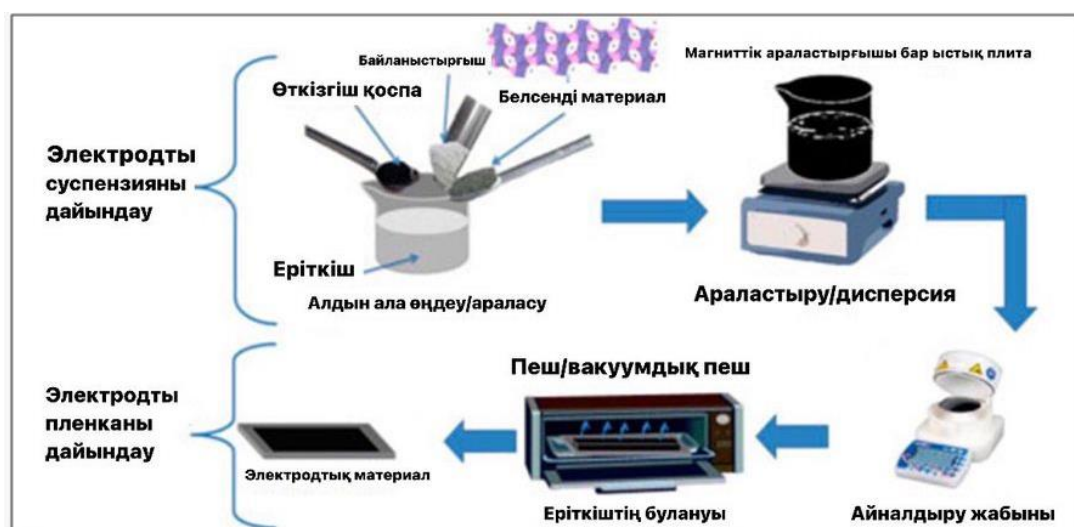 Байланыстырғыш
Магниттік араластырғышы бар ыстық плита
Өткізгіш қоспа
Белсенді материал
Электродты
суспензияны
дайындау
Еріткіш
Алдын ала өңдеу/араласу
Араластыру/дисперсия
Пеш/вакуумдық пеш
Электродты
пленканы
дайындау
Электродтық материал
Еріткіштің булануы
Айналдыру жабыны